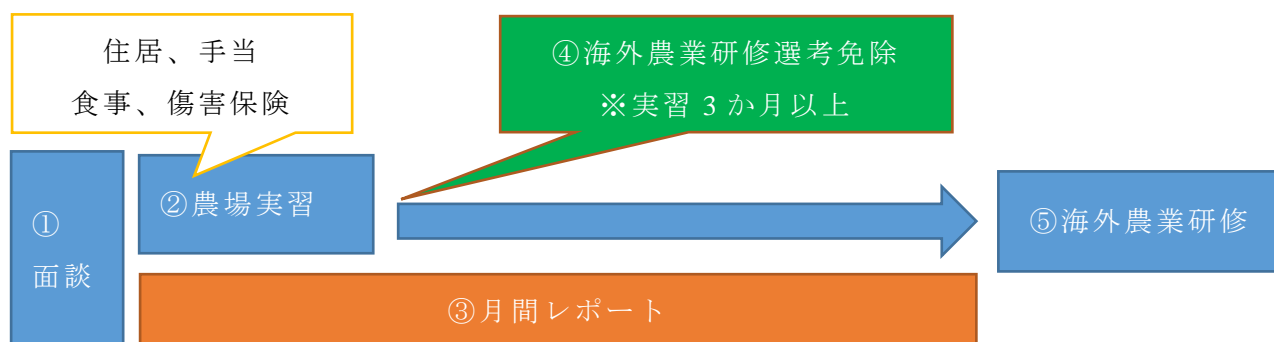 住居、手当
食事、傷害保険
④海外農業研修選考免除
※実習3か月以上
①
面談
②農場実習
⑤海外農業研修
③月間レポート